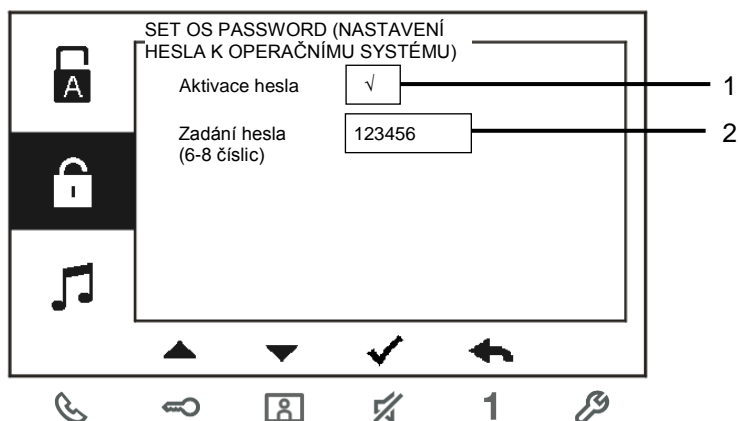 SET OS PASSWORD (NASTAVENÍ
HESLA K OPERAČNÍMU SYSTÉMU)
A
Aktivace hesla
√
1
Zadání hesla
(6-8 číslic)
123456
2
1